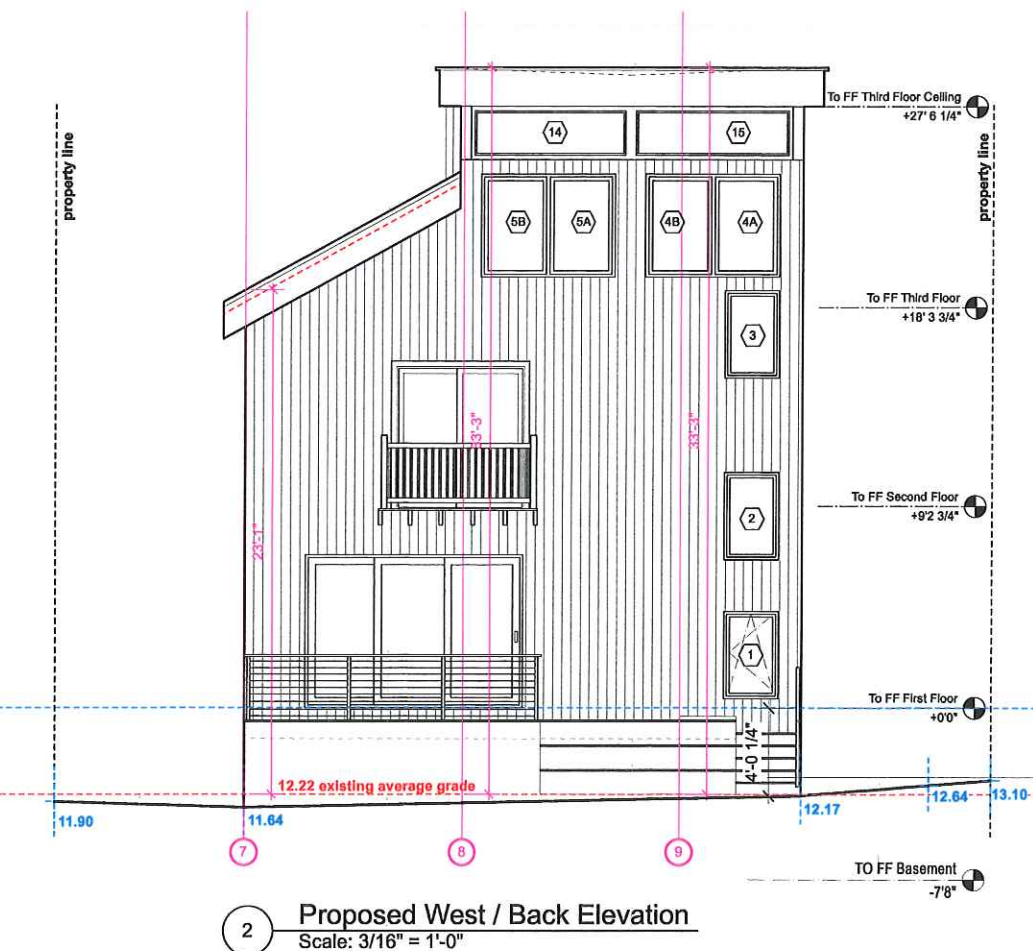 To FF Third Floor Ceiling
+27' 6 1/4"
property line
property line
14
15
5B
5A
4B
4A
To FF Third Floor
+18' 3 3/4"
3
33'-3"
33'-3"
To FF Second Floor
+9'2 3/4"
2
23'-1"
1
To FF First Floor
+0'0"
4'-0 1/4"
12.22 existing average grade
11.90
11.64
12.17
12.64
13.10
7
8
9
TO FF Basement
-7'8"
2
Proposed West / Back Elevation
Scale: 3/16" = 1'-0"